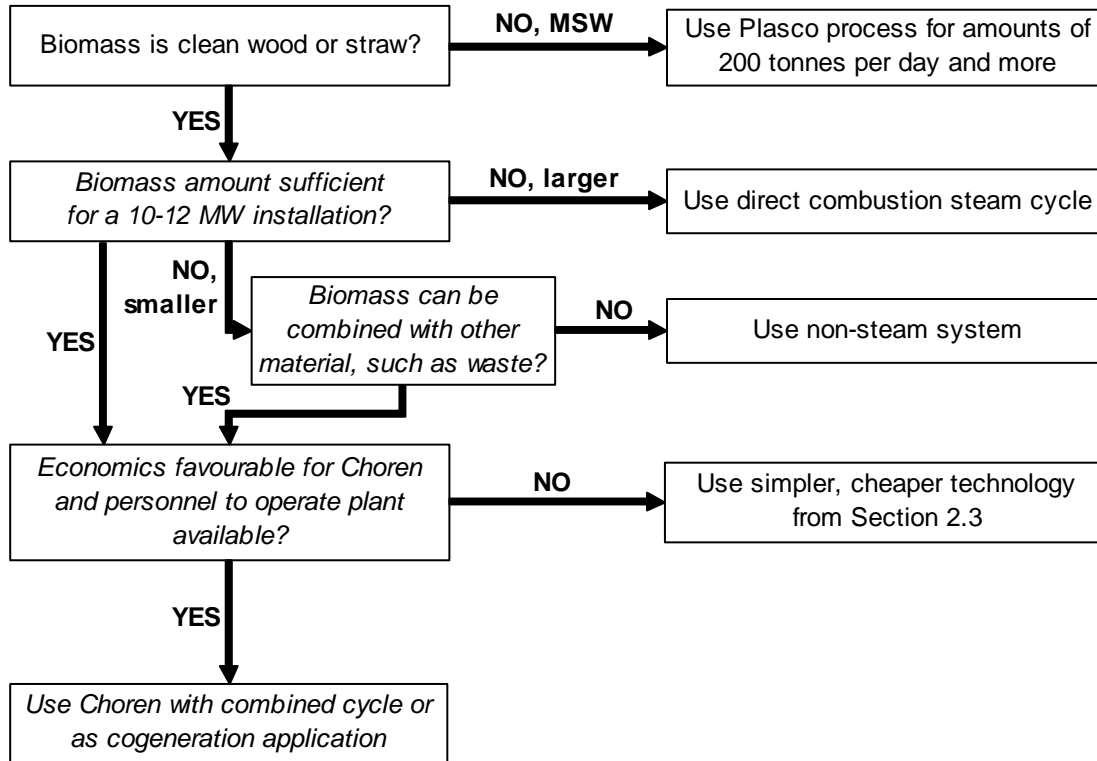 Biomass is clean wood or straw?
NO, MSW
Use Plasco process for amounts of
200 tonnes per day and more
YES
Biomass amount sufficient
for a 10-12 MW installation?
NO, larger
Use direct combustion steam cycle
NO,
smaller
YES
Biomass can be
combined with other
material, such as waste?
NO
Use non-steam system
YES
Economics favourable for Choren
and personnel to operate plant
available?
NO
Use simpler, cheaper technology
from Section 2.3
YES
Use Choren with combined cycle or
as cogeneration application